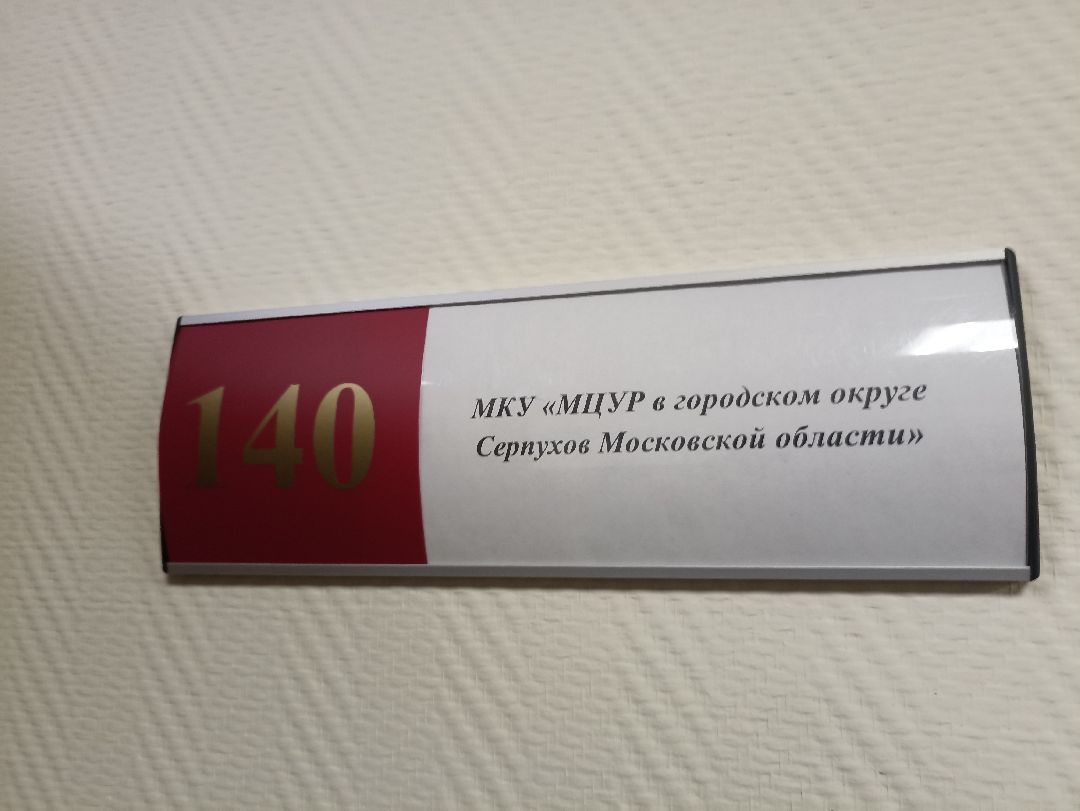 140
МКУ «МЦУР в городском округе
Серпухов Московской области»